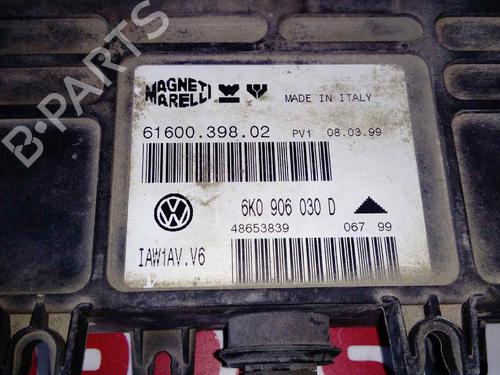 MAGNETI
MARELLI
MADE IN ITALY
61600.398.02 PV1 08.03.99
6K0 906 030 D
48653839 067 99
IAW1AV.V6
B-PARTS